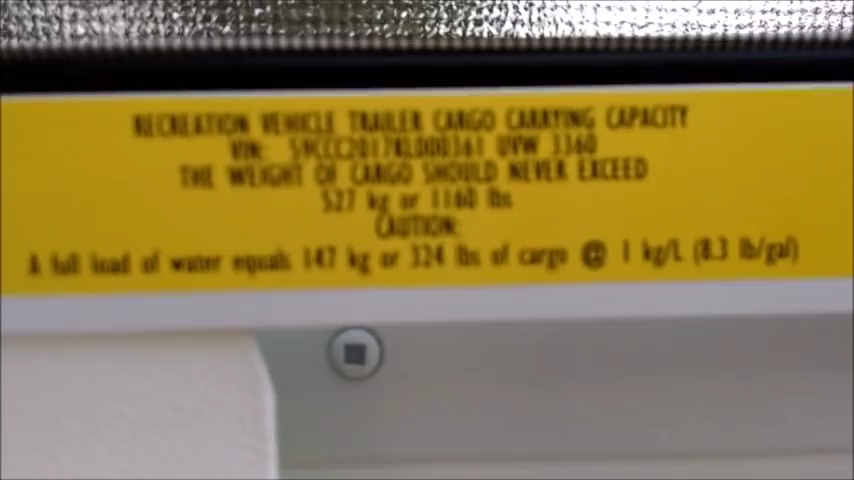 RECREATION VEHICLE TRAILER CARGO CARRYING CAPACITY
VIN: UVW 3360
THE WEIGHT OF CARGO SHOULD NEVER EXCEED
527 kg or 1160 lbs
CAUTION:
A full load of water equals 147 kg or 324 lbs of cargo @ 1 kg/L (8.3 lb/gal)